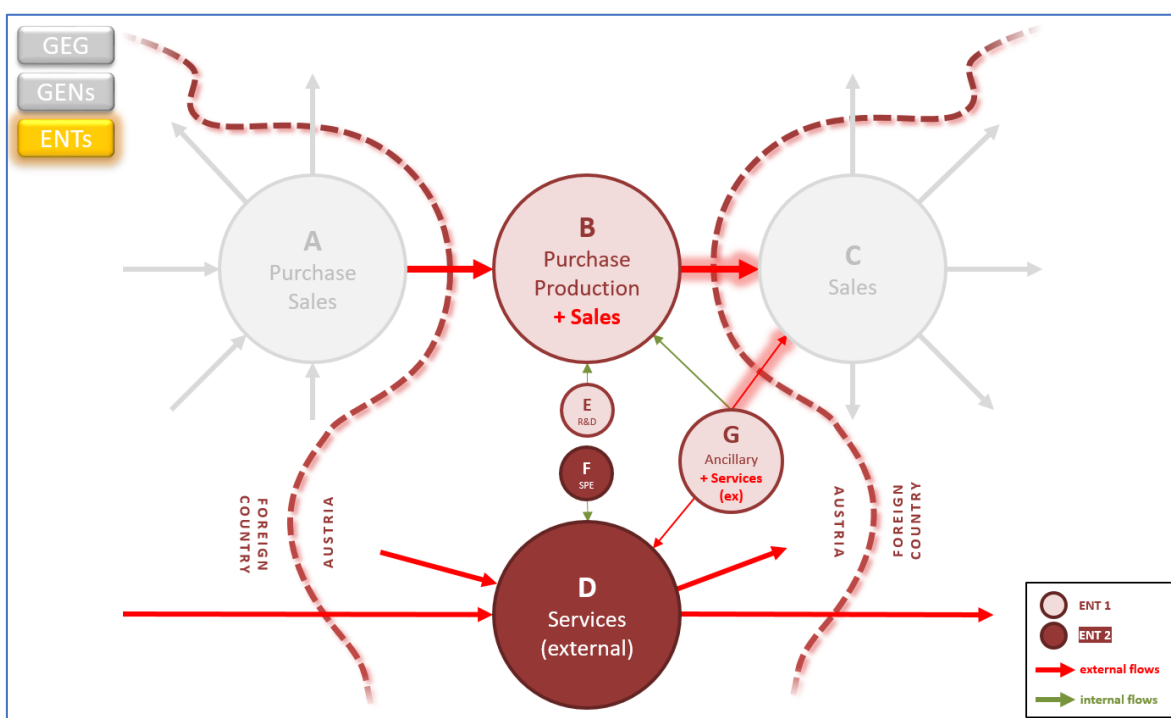 GEG
GENs
ENTs
A
Purchase
Sales
B
Purchase
Production
+ Sales
C
Sales
E
R&D
F
SPE
G
Ancillary
+ Services
(ex)
FOREIGN
COUNTRY
AUSTRIA
AUSTRIA
FOREIGN
COUNTRY
D
Services
(external)
ENT 1
ENT 2
external flows
internal flows